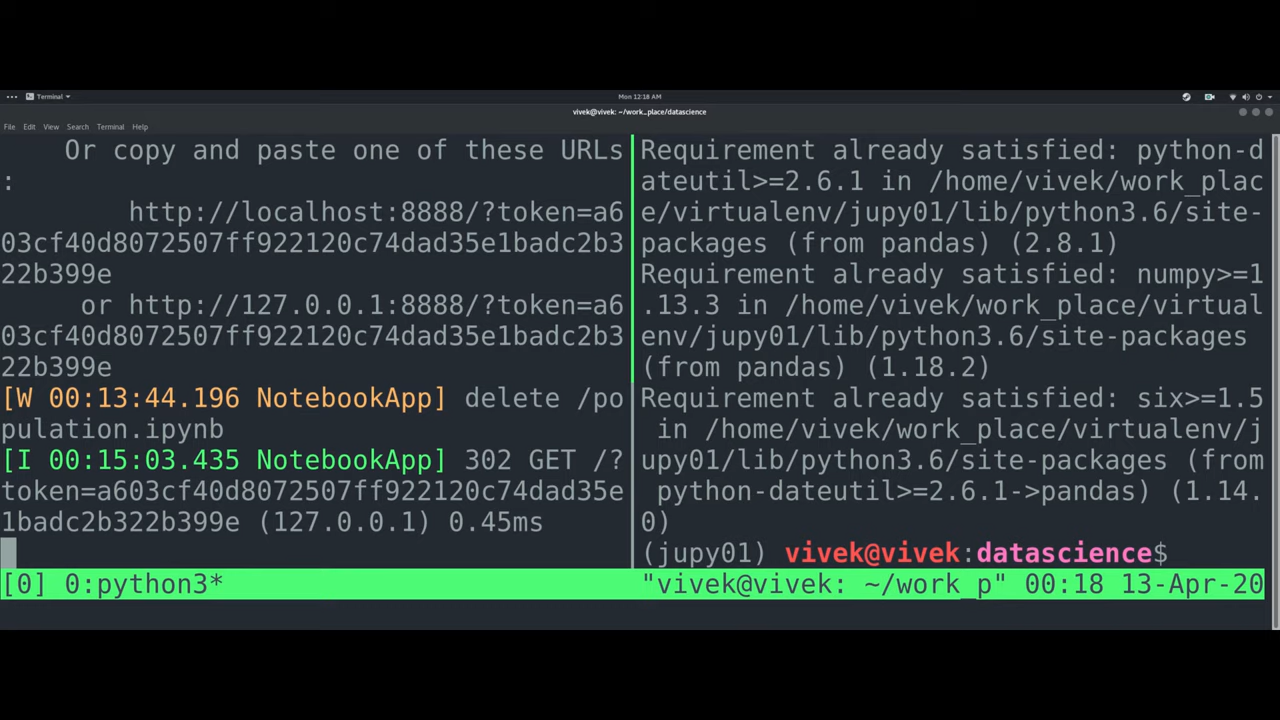 Terminal
Mon 12:18 AM
vivek@vivek: ~/work_place/datascience
File Edit View Search Terminal Help
Or copy and paste one of these URLs
:
http://localhost:8888/?token=a6
03cf40d8072507ff922120c74dad35e1badc2b3
22b399e
or http://127.0.0.1:8888/?token=a6
03cf40d8072507ff922120c74dad35e1badc2b3
22b399e
[W 00:13:44.196 NotebookApp] delete /po
pulation.ipynb
[I 00:15:03.435 NotebookApp] 302 GET /?
token=a603cf40d8072507ff922120c74dad35e
1badc2b322b399e (127.0.0.1) 0.45ms
Requirement already satisfied: python-d
ateutil>=2.6.1 in /home/vivek/work_plac
e/virtualenv/jupy01/lib/python3.6/site-
packages (from pandas) (2.8.1)
Requirement already satisfied: numpy>=1
.13.3 in /home/vivek/work_place/virtual
env/jupy01/lib/python3.6/site-packages
(from pandas) (1.18.2)
Requirement already satisfied: six>=1.5
in /home/vivek/work_place/virtualenv/j
upy01/lib/python3.6/site-packages (from
python-dateutil>=2.6.1->pandas) (1.14.
0)
(jupy01) vivek@vivek:datascience$
[0] 0:python3* "vivek@vivek: ~/work_p" 00:18 13-Apr-20